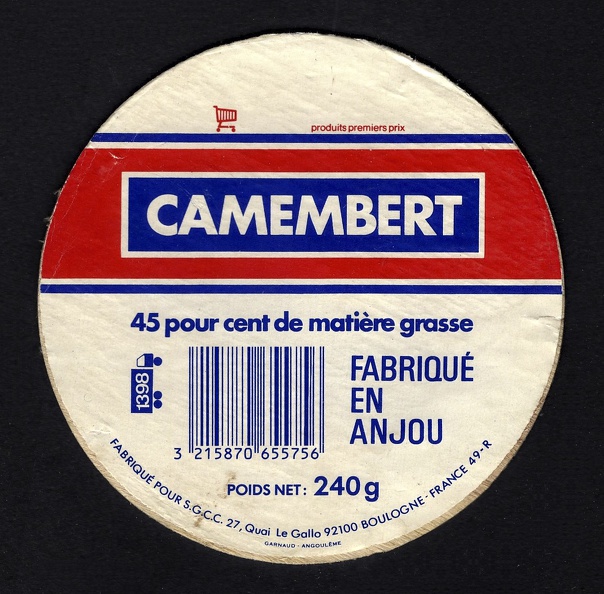 produits premiers prix
CAMEMBERT
45 pour cent de matière grasse
1398
FABRIQUÉ
EN
ANJOU
3 215870 655756
POIDS NET: 240 g
FABRIQUÉ POUR S.G.C.C. 27, Quai Le Gallo 92100 BOULOGNE - FRANCE 49-R
GARNAUD - ANGOULÊME